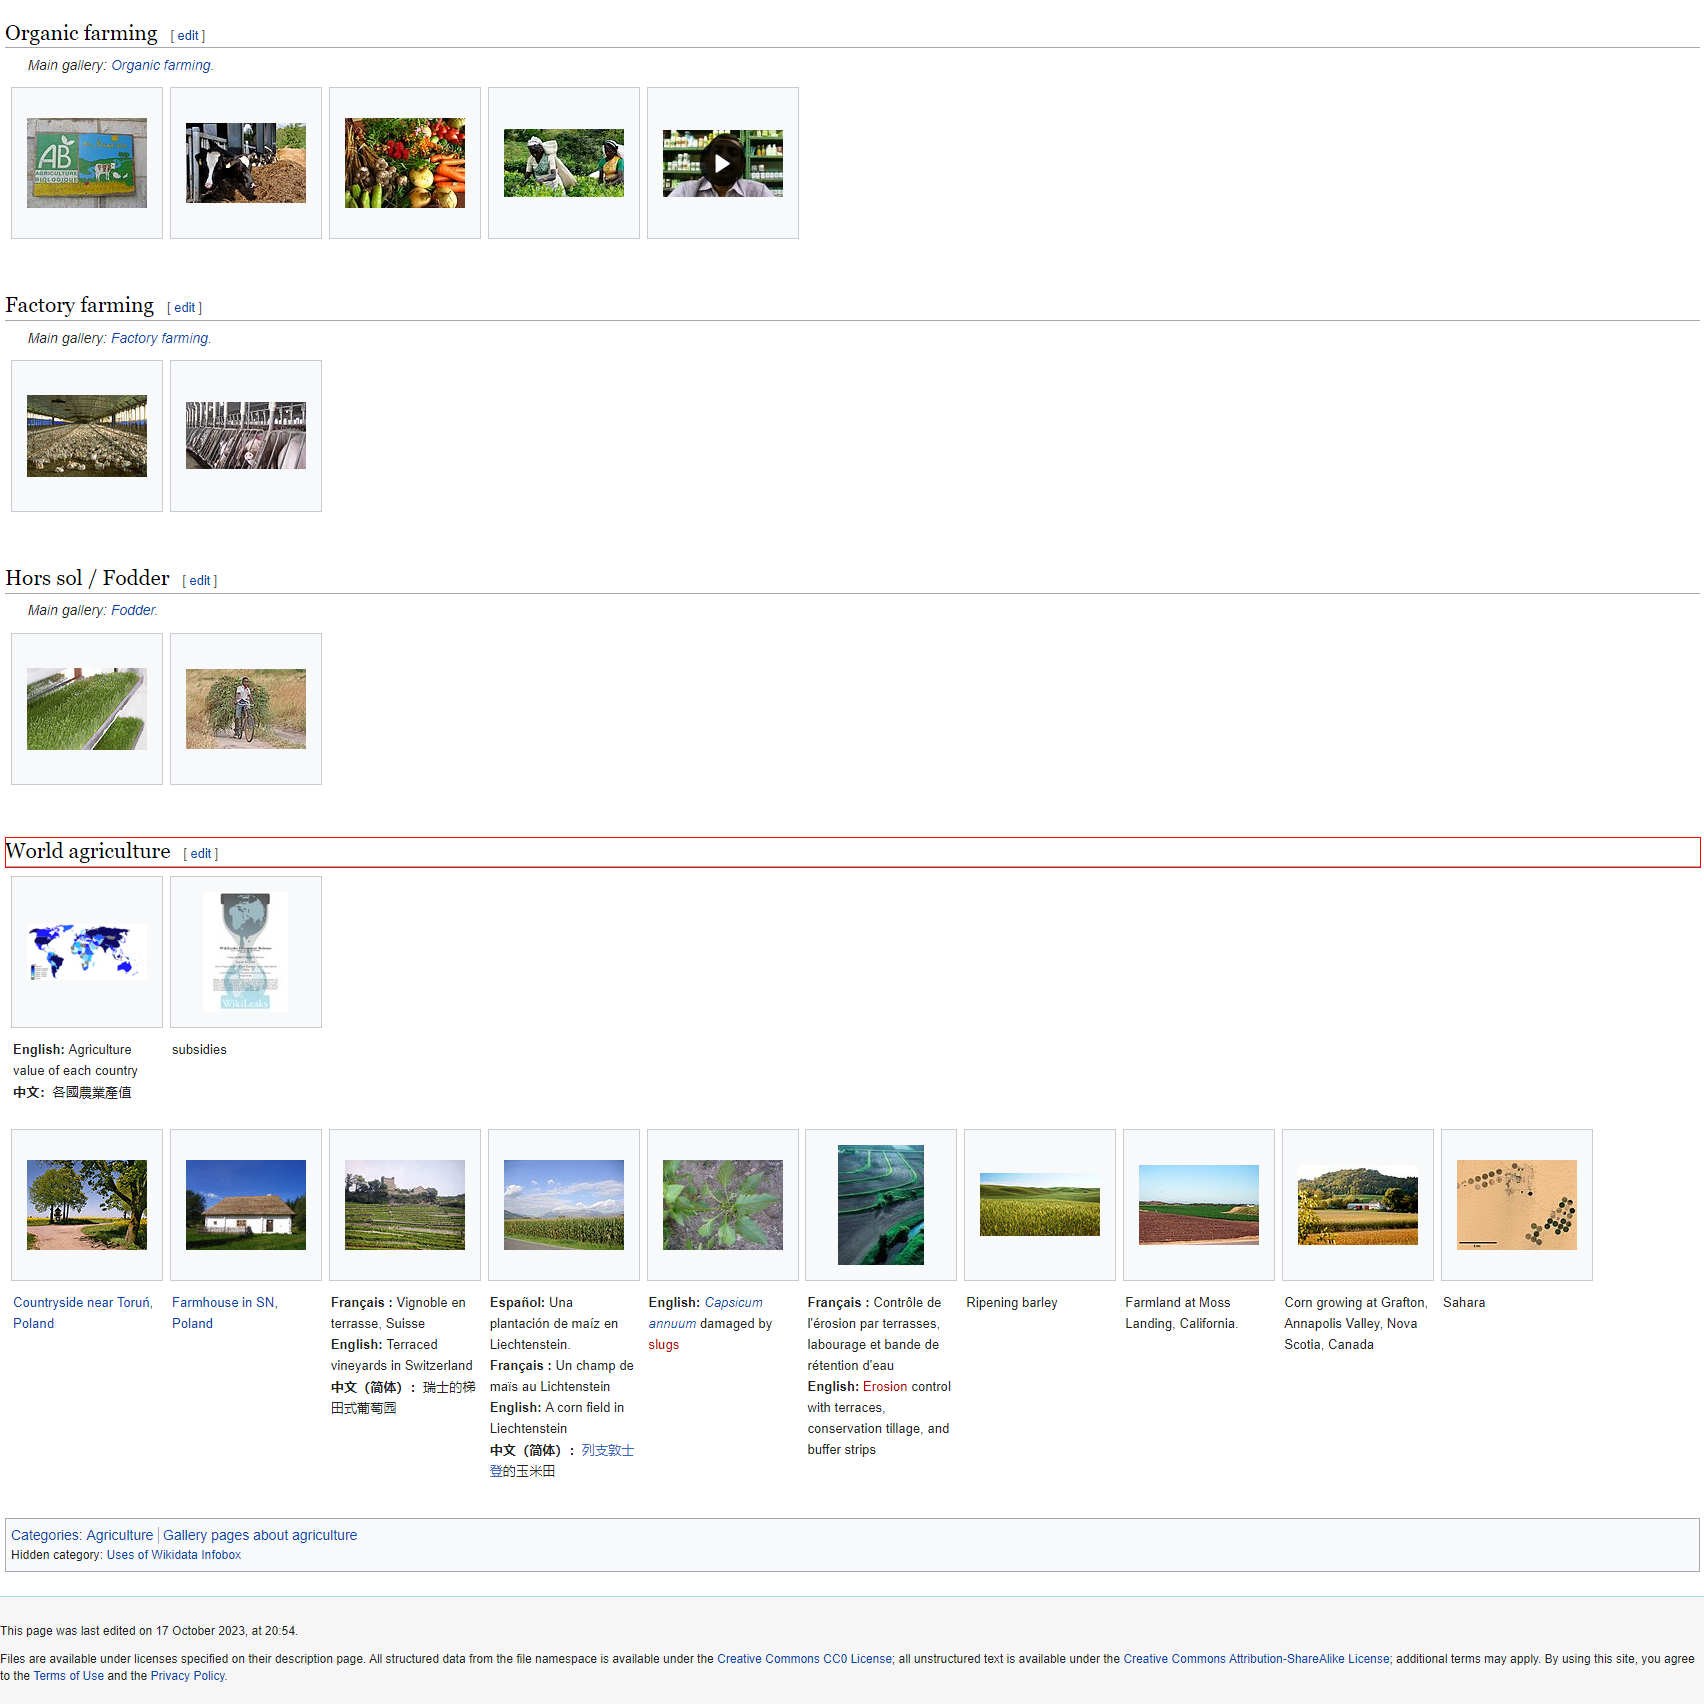 Organic farming [ edit ]
Main gallery: Organic farming.
AB
AGRICULTURE
BIOLOGIQUE
Factory farming [ edit ]
Main gallery: Factory farming.
Hors sol / Fodder [ edit ]
Main gallery: Fodder.
World agriculture [ edit ]
WikiLeaks
English: Agriculture
value of each country
中文：各國農業產值
subsidies
Countryside near Toruń,
Poland
Farmhouse in SN,
Poland
Français : Vignoble en
terrasse, Suisse
English: Terraced
vineyards in Switzerland
中文（简体）：瑞士的梯
田式葡萄园
Español: Una
plantación de maíz en
Liechtenstein.
Français : Un champ de
maïs au Lichtenstein
English: A corn field in
Liechtenstein
中文（简体）：列支敦士
登的玉米田
English: Capsicum
annuum damaged by
slugs
Français : Contrôle de
l'érosion par terrasses,
labourage et bande de
rétention d'eau
English: Erosion control
with terraces,
conservation tillage, and
buffer strips
Ripening barley
Farmland at Moss
Landing, California.
Corn growing at Grafton,
Annapolis Valley, Nova
Scotia, Canada
Sahara
Categories: Agriculture | Gallery pages about agriculture
Hidden category: Uses of Wikidata Infobox
This page was last edited on 17 October 2023, at 20:54.
Files are available under licenses specified on their description page. All structured data from the file namespace is available under the Creative Commons CC0 License; all unstructured text is available under the Creative Commons Attribution-ShareAlike License; additional terms may apply. By using this site, you agree
to the Terms of Use and the Privacy Policy.